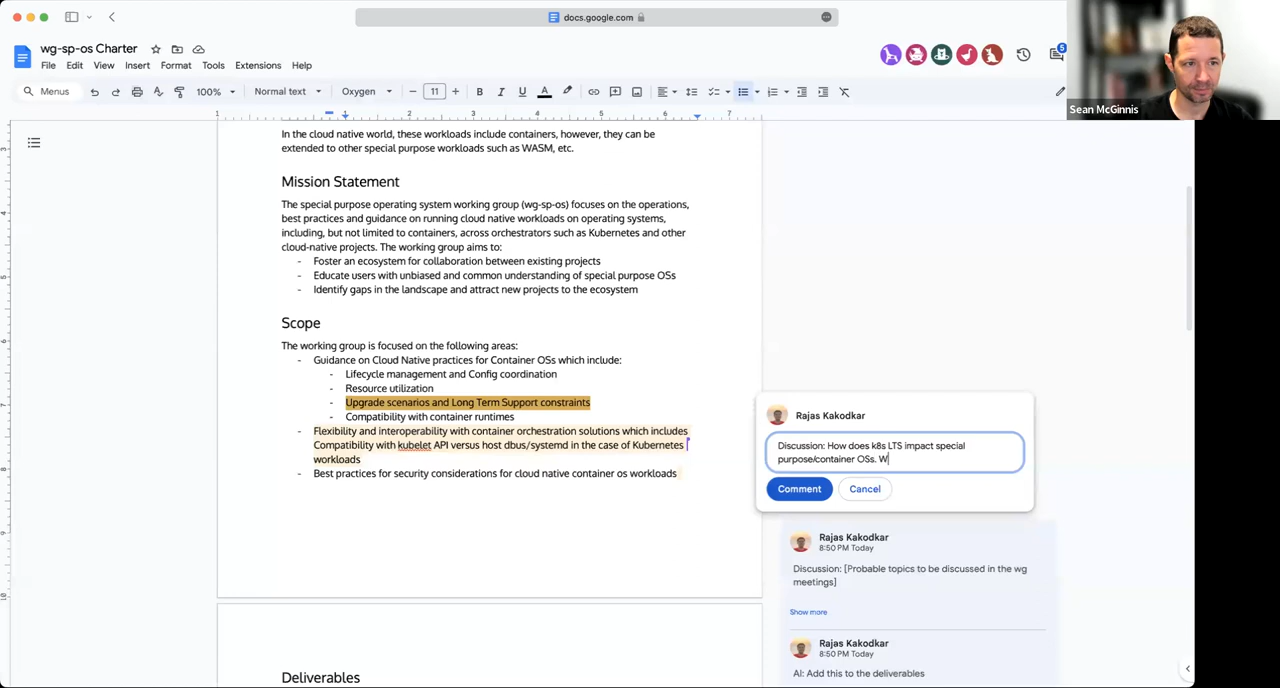 docs.google.com
wg-sp-os Charter
File Edit View Insert Format Tools Extensions Help
5
Sean McGinnis
Menus 100% Normal text Oxygen 11
1 1 2 3 4 5 6 7
In the cloud native world, these workloads include containers, however, they can be
extended to other special purpose workloads such as WASM, etc.
Mission Statement
The special purpose operating system working group (wg-sp-os) focuses on the operations,
best practices and guidance on running cloud native workloads on operating systems,
including, but not limited to containers, across orchestrators such as Kubernetes and other
cloud-native projects. The working group aims to:
- Foster an ecosystem for collaboration between existing projects
- Educate users with unbiased and common understanding of special purpose OSs
- Identify gaps in the landscape and attract new projects to the ecosystem
Scope
The working group is focused on the following areas:
- Guidance on Cloud Native practices for Container OSs which include:
- Lifecycle management and Config coordination
- Resource utilization
- Upgrade scenarios and Long Term Support constraints
- Compatibility with container runtimes
- Flexibility and interoperability with container orchestration solutions which includes
Compatibility with kubelet API versus host dbus/systemd in the case of Kubernetes
workloads
- Best practices for security considerations for cloud native container os workloads
Deliverables
Rajas Kakodkar
Discussion: How does k8s LTS impact special
purpose/container OSs. W
Comment Cancel
Rajas Kakodkar
8:50 PM Today
Discussion: [Probable topics to be discussed in the wg
meetings]
Show more
Rajas Kakodkar
8:50 PM Today
AI: Add this to the deliverables